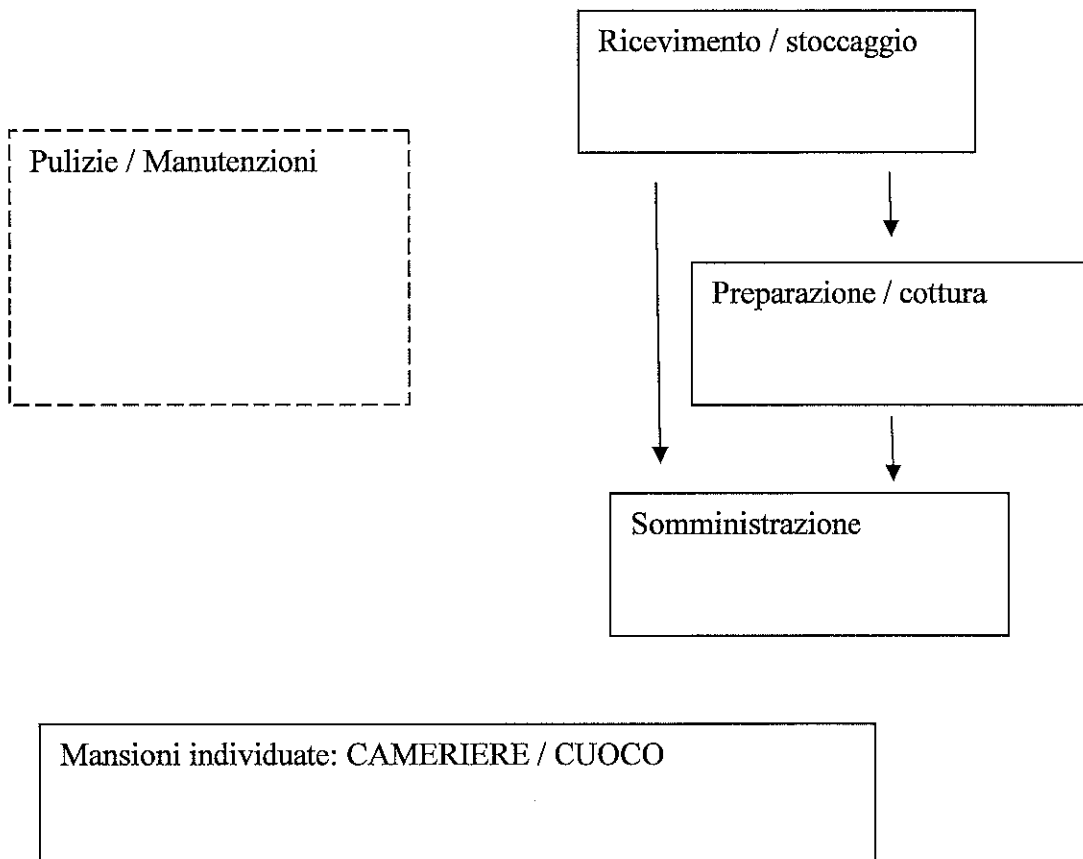 Ricevimento / stoccaggio
Pulizie / Manutenzioni
Preparazione / cottura
Somministrazione
Mansioni individuate: CAMERIERE / CUOCO